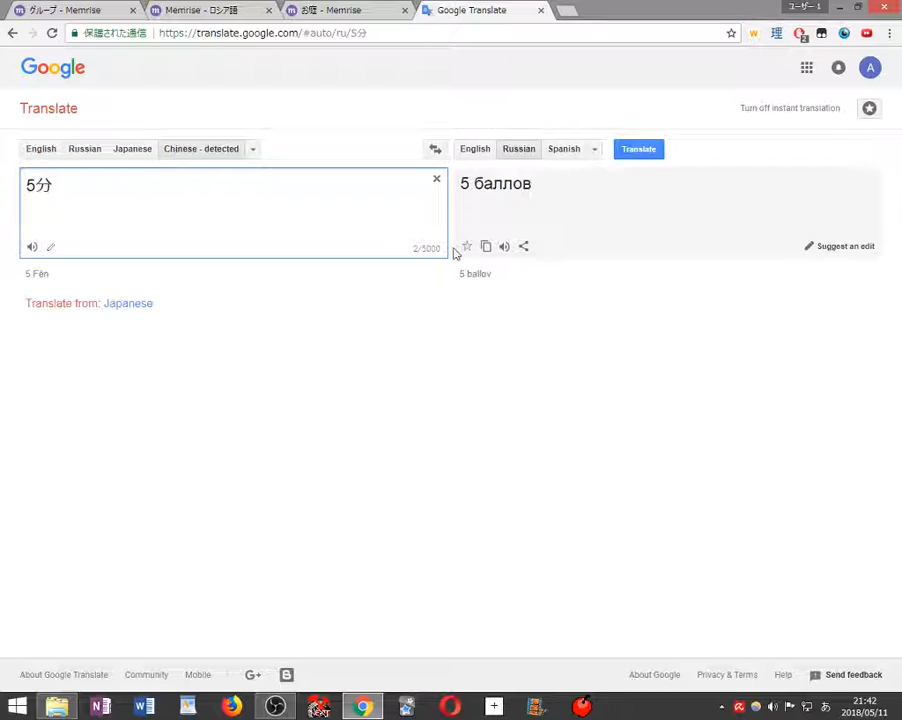 グループ - Memrise
Memrise - ロシア語
お庭 - Memrise
Google Translate
ユーザー 1
保護された通信
https://translate.google.com/#auto/ru/5分
Google
A
Translate
Turn off instant translation
English
Russian
Japanese
Chinese - detected
English
Russian
Spanish
Translate
5分
5 баллов
2/5000
Suggest an edit
5 Fēn
5 ballov
Translate from: Japanese
About Google Translate
Community
Mobile
About Google
Privacy & Terms
Help
Send feedback
あ
21:42
2018/05/11